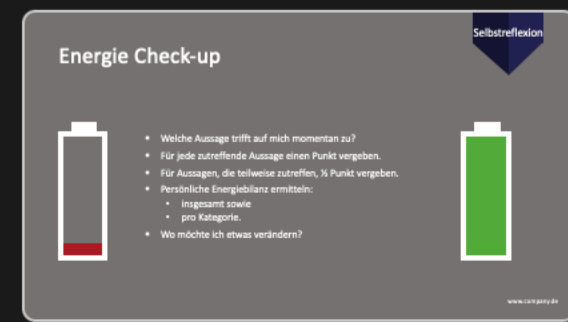 Selbstreflexion
Energie Check-up
• Welche Aussage trifft auf mich momentan zu?
• Für jede zutreffende Aussage einen Punkt vergeben.
• Für Aussagen, die teilweise zutreffen, ½ Punkt vergeben.
• Persönliche Energiebilanz ermitteln:
• insgesamt sowie
• pro Kategorie.
• Wo möchte ich etwas verändern?
www.company.de